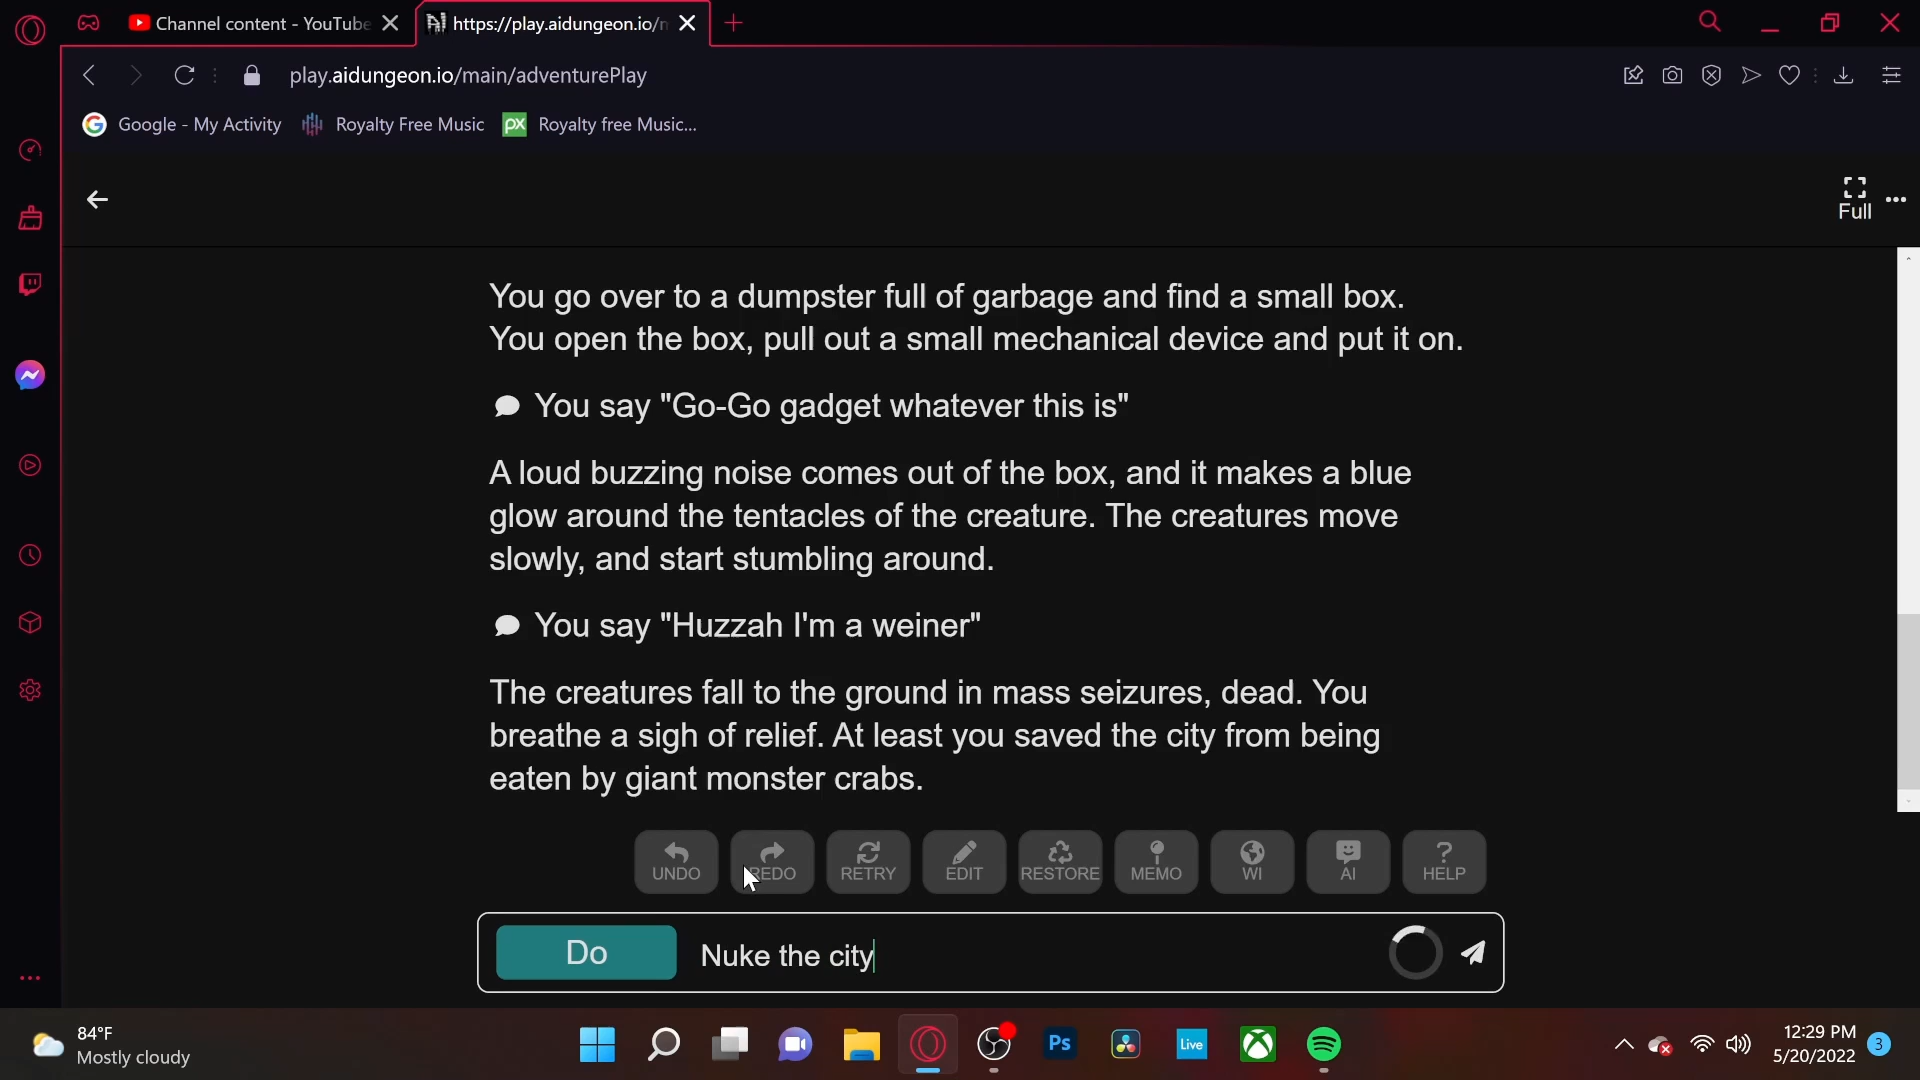 Channel content - YouTube
https://play.aidungeon.io/m
play.aidungeon.io/main/adventurePlay
Google - My Activity
Royalty Free Music
px
Royalty free Music...
Full
You go over to a dumpster full of garbage and find a small box.
You open the box, pull out a small mechanical device and put it on.
You say "Go-Go gadget whatever this is"
A loud buzzing noise comes out of the box, and it makes a blue
glow around the tentacles of the creature. The creatures move
slowly, and start stumbling around.
You say "Huzzah I'm a weiner"
The creatures fall to the ground in mass seizures, dead. You
breathe a sigh of relief. At least you saved the city from being
eaten by giant monster crabs.
UNDO
REDO
RETRY
EDIT
RESTORE
MEMO
WI
AI
? HELP
Do
Nuke the city
84°F
Mostly cloudy
Ps
Live
12:29 PM
5/20/2022
3